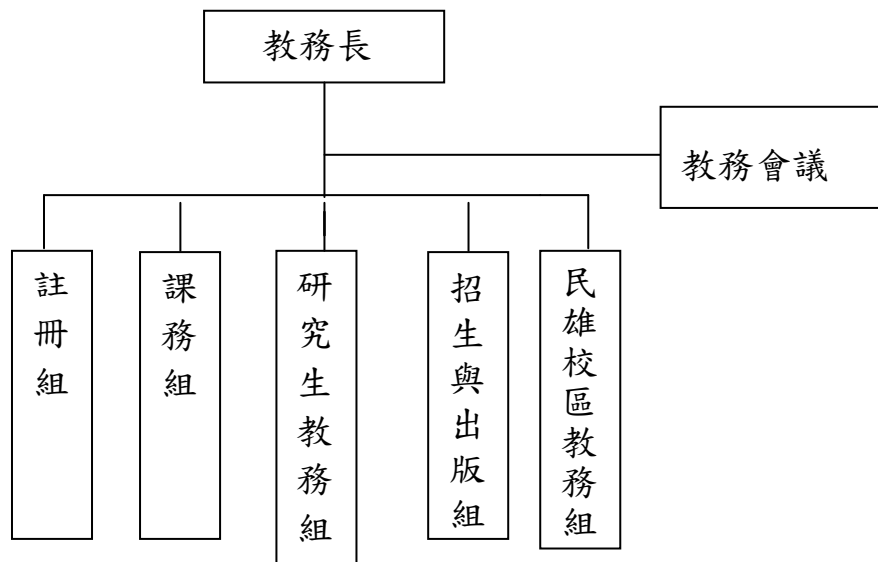 教務長
教務會議
註冊組
課務組
研究生教務組
招生與出版組
民雄校區教務組